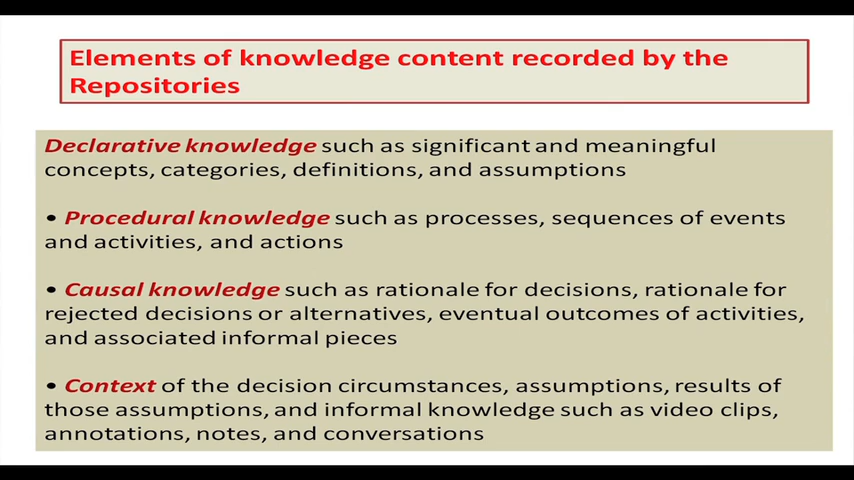 Elements of knowledge content recorded by the
Repositories
Declarative knowledge such as significant and meaningful
concepts, categories, definitions, and assumptions
• Procedural knowledge such as processes, sequences of events
and activities, and actions
• Causal knowledge such as rationale for decisions, rationale for
rejected decisions or alternatives, eventual outcomes of activities,
and associated informal pieces
• Context of the decision circumstances, assumptions, results of
those assumptions, and informal knowledge such as video clips,
annotations, notes, and conversations